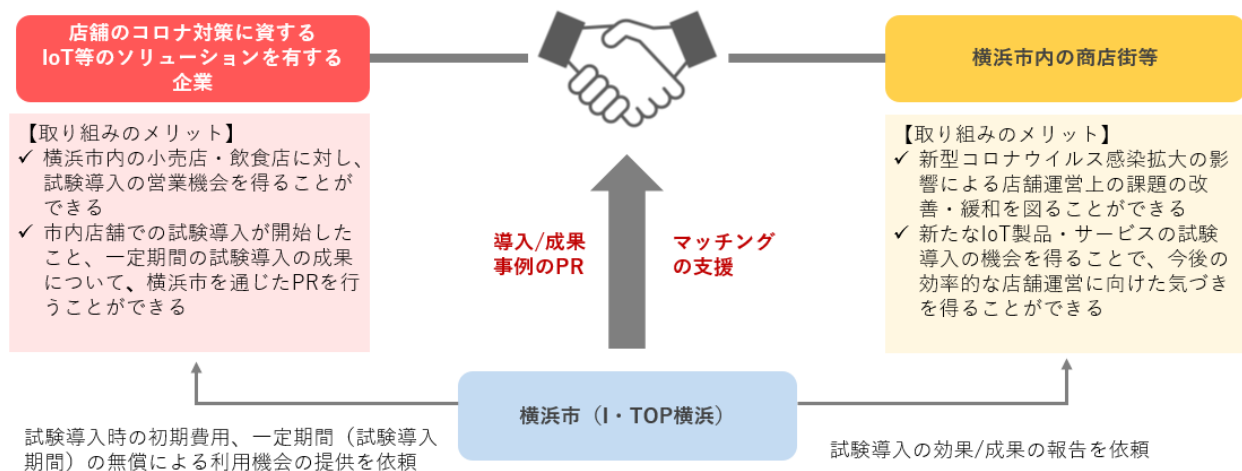 店舗のコロナ対策に資する
IoT等のソリューションを有する
企業
横浜市内の商店街等
【取り組みのメリット】
✓ 横浜市内の小売店・飲食店に対し、
試験導入の営業機会を得ることが
できる
✓ 市内店舗での試験導入が開始した
こと、一定期間の試験導入の成果
について、横浜市を通じたPRを行
うことができる
導入/成果
事例のPR
マッチング
の支援
【取り組みのメリット】
✓ 新型コロナウイルス感染拡大の影
響による店舗運営上の課題の改
善・緩和を図ることができる
✓ 新たなIoT製品・サービスの試験
導入の機会を得ることで、今後の
効率的な店舗運営に向けた気づき
を得ることができる
横浜市（I・TOP横浜）
試験導入時の初期費用、一定期間（試験導入
期間）の無償による利用機会の提供を依頼
試験導入の効果/成果の報告を依頼